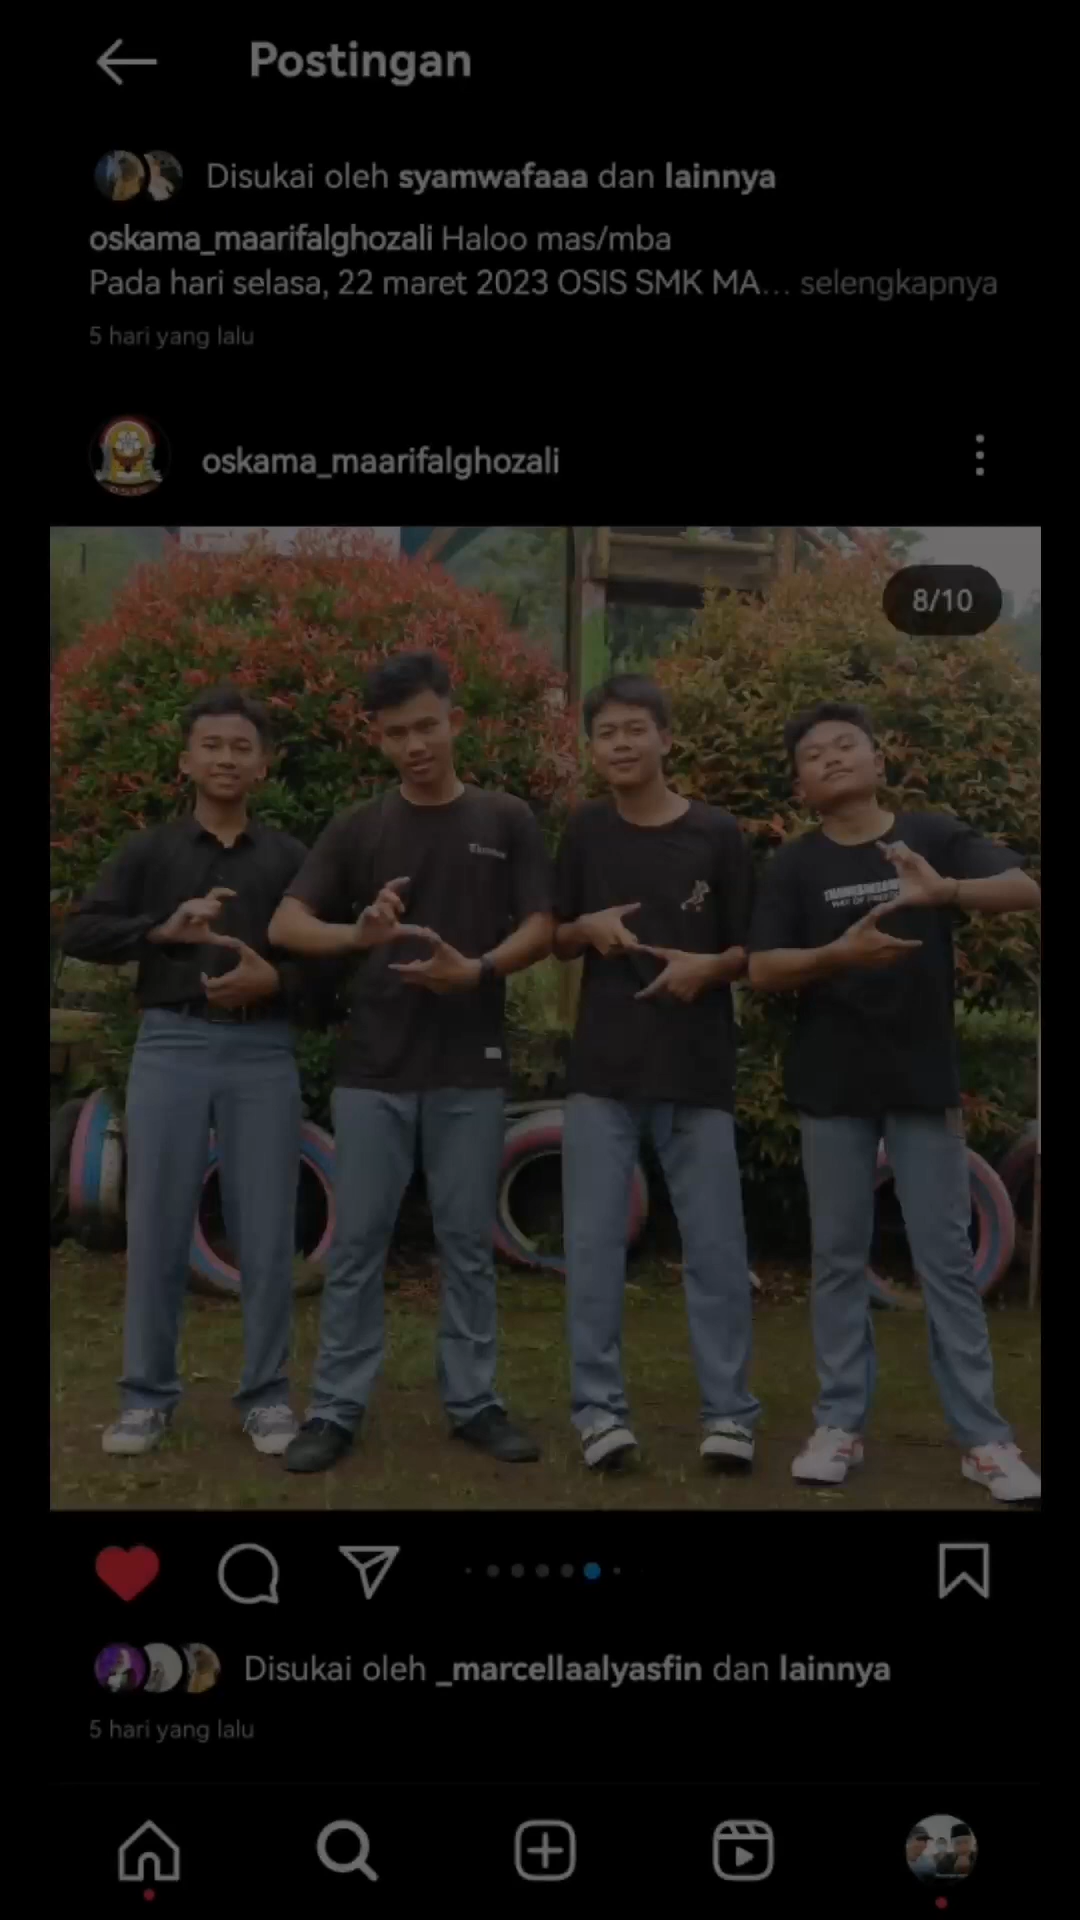 Postingan
Disukai oleh syamwafaaa dan lainnya
oskama_maarifalghozali Haloo mas/mba
Pada hari selasa, 22 maret 2023 OSIS SMK MA... selengkapnya
5 hari yang lalu
oskama_maarifalghozali
8/10
Disukai oleh _marcellaalyasfin dan lainnya
5 hari yang lalu